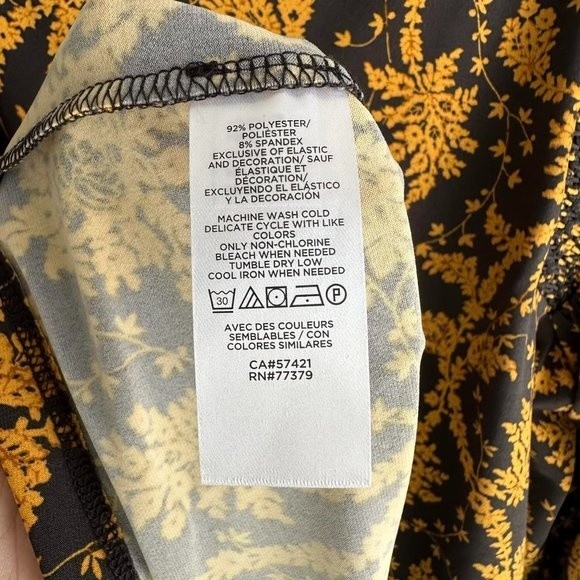 92% POLYESTER/
POLIÉSTER
8% SPANDEX
EXCLUSIVE OF ELASTIC
AND DECORATION/ SAUF
ÉLASTIQUE ET
DÉCORATION/
EXCLUYENDO EL ELÁSTICO
Y LA DECORACIÓN
MACHINE WASH COLD
DELICATE CYCLE WITH LIKE
COLORS
ONLY NON-CHLORINE
BLEACH WHEN NEEDED
TUMBLE DRY LOW
COOL IRON WHEN NEEDED
30 P
AVEC DES COULEURS
SEMBLABLES / CON
COLORES SIMILARES
CA#57421
RN#77379